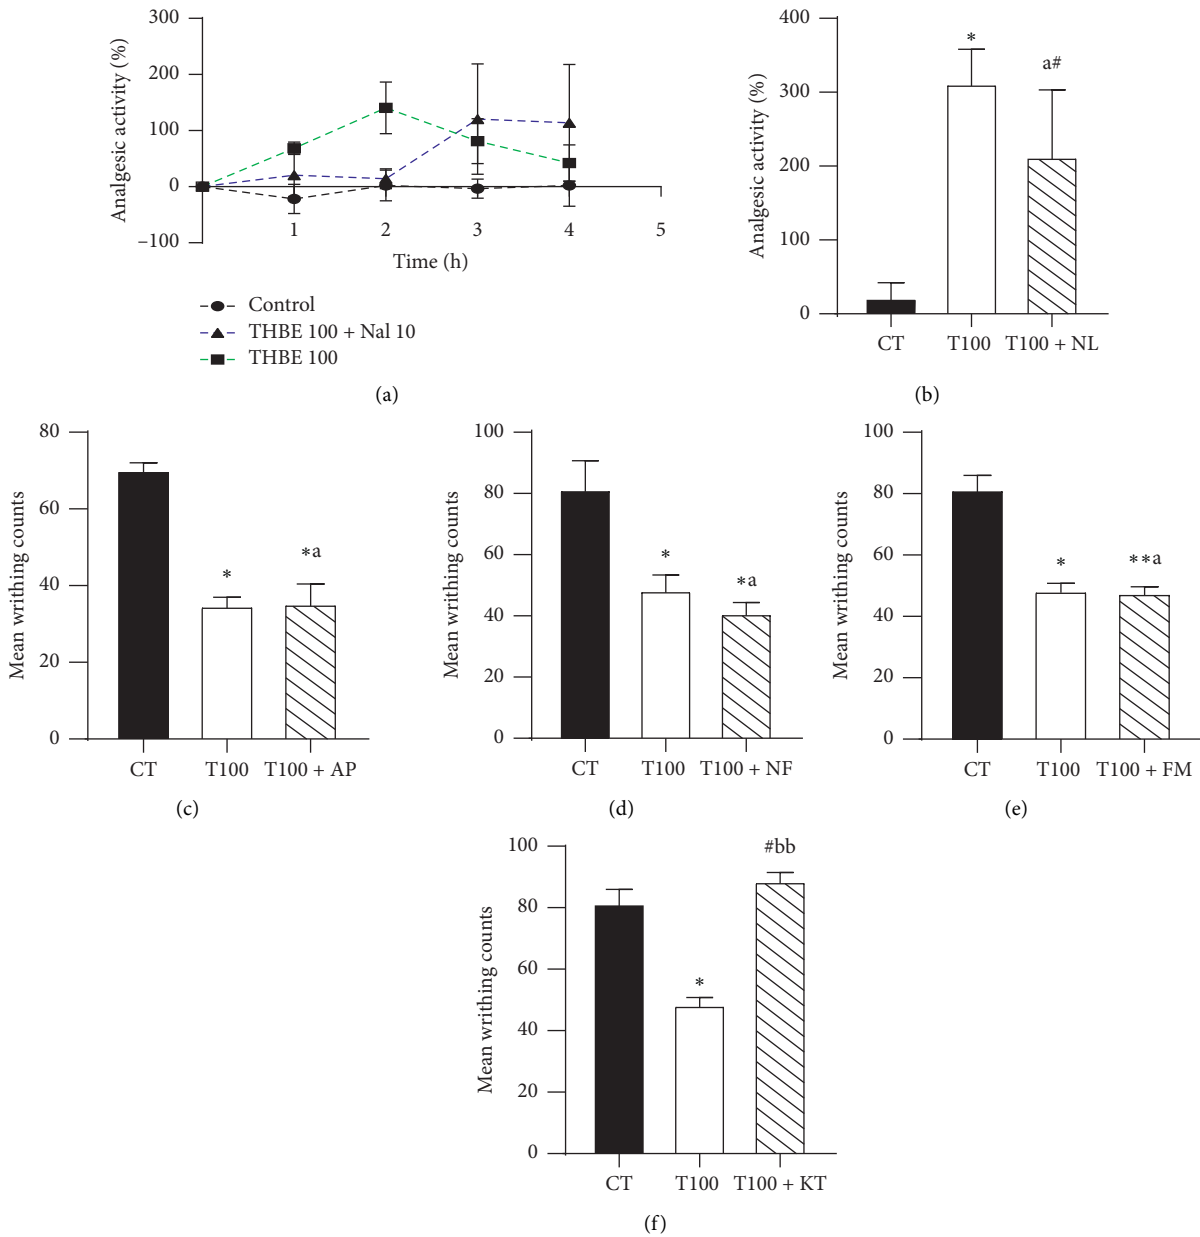 300
200
100
0
−100
Analgesic activity (%)
1 2 3 4 5
Time (h)
Control
THBE 100 + Nal 10
THBE 100
(a)
400
300
200
100
0
Analgesic activity (%)
*
a#
CT T100 T100 + NL
(b)
80
60
40
20
0
Mean writhing counts
*
*a
CT T100 T100 + AP
(c)
100
80
60
40
20
0
Mean writhing counts
*
*a
CT T100 T100 + NF
(d)
100
80
60
40
20
0
Mean writhing counts
*
**a
CT T100 T100 + FM
(e)
100
80
60
40
20
0
Mean writhing counts
*
#bb
CT T100 T100 + KT
(f)